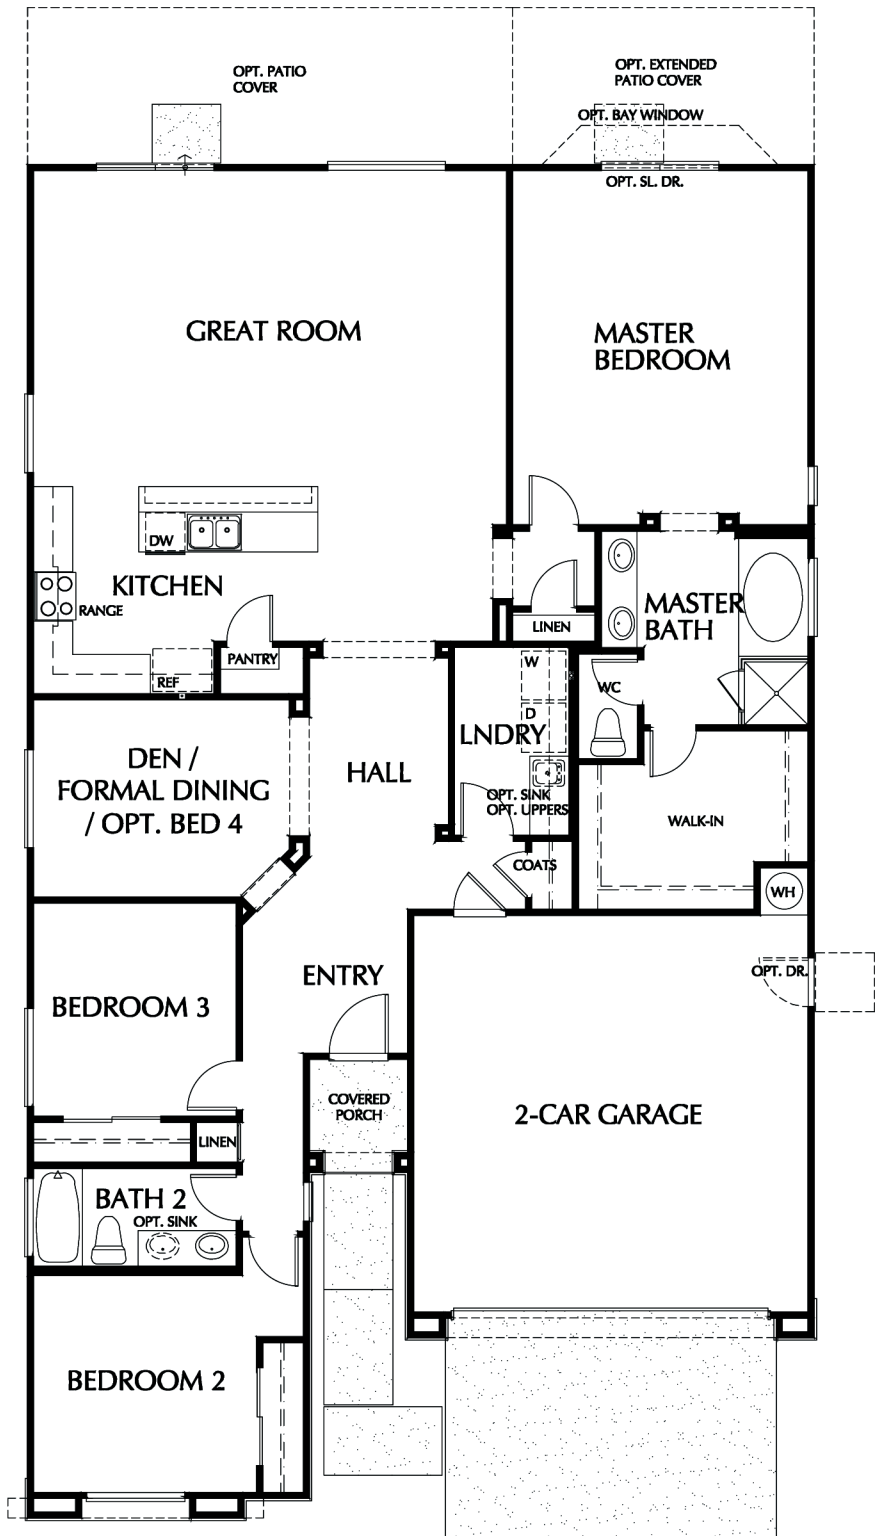 OPT. PATIO
COVER
OPT. EXTENDED
PATIO COVER
OPT. BAY WINDOW
OPT. SL. DR.
GREAT ROOM
MASTER
BEDROOM
DW
KITCHEN
RANGE
REF
PANTRY
LINEN
MASTER
BATH
WC
W
D
LNDRY
OPT. SINK
OPT. UPPERS
DEN /
FORMAL DINING
/ OPT. BED 4
HALL
WALK-IN
COATS
WH
ENTRY
OPT. DR.
BEDROOM 3
COVERED
PORCH
2-CAR GARAGE
LINEN
BATH 2
OPT. SINK
BEDROOM 2